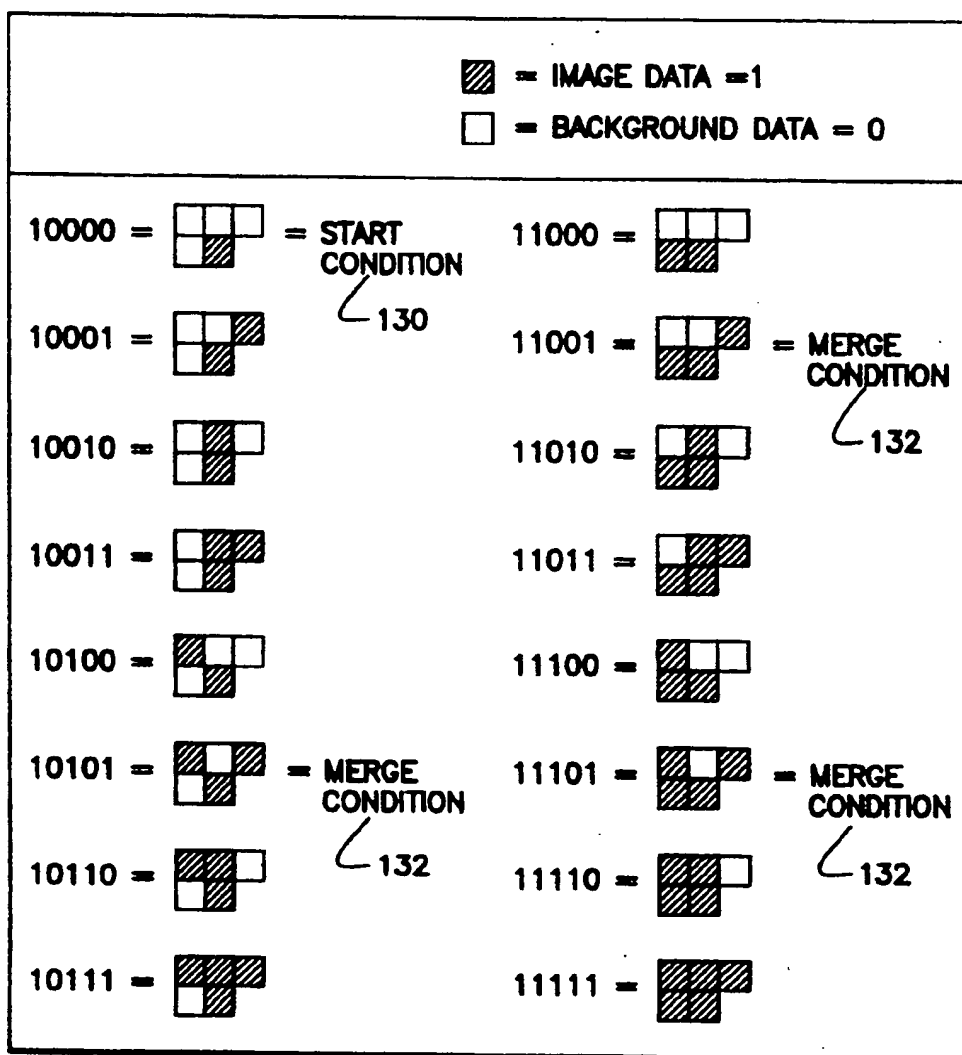 = IMAGE DATA =1
= BACKGROUND DATA = 0
10000 = = START CONDITION
130
10001 =
10010 =
10011 =
10100 =
10101 = = MERGE CONDITION
132
10110 =
10111 =
11000 =
11001 = = MERGE CONDITION
132
11010 =
11011 =
11100 =
11101 = = MERGE CONDITION
132
11110 =
11111 =